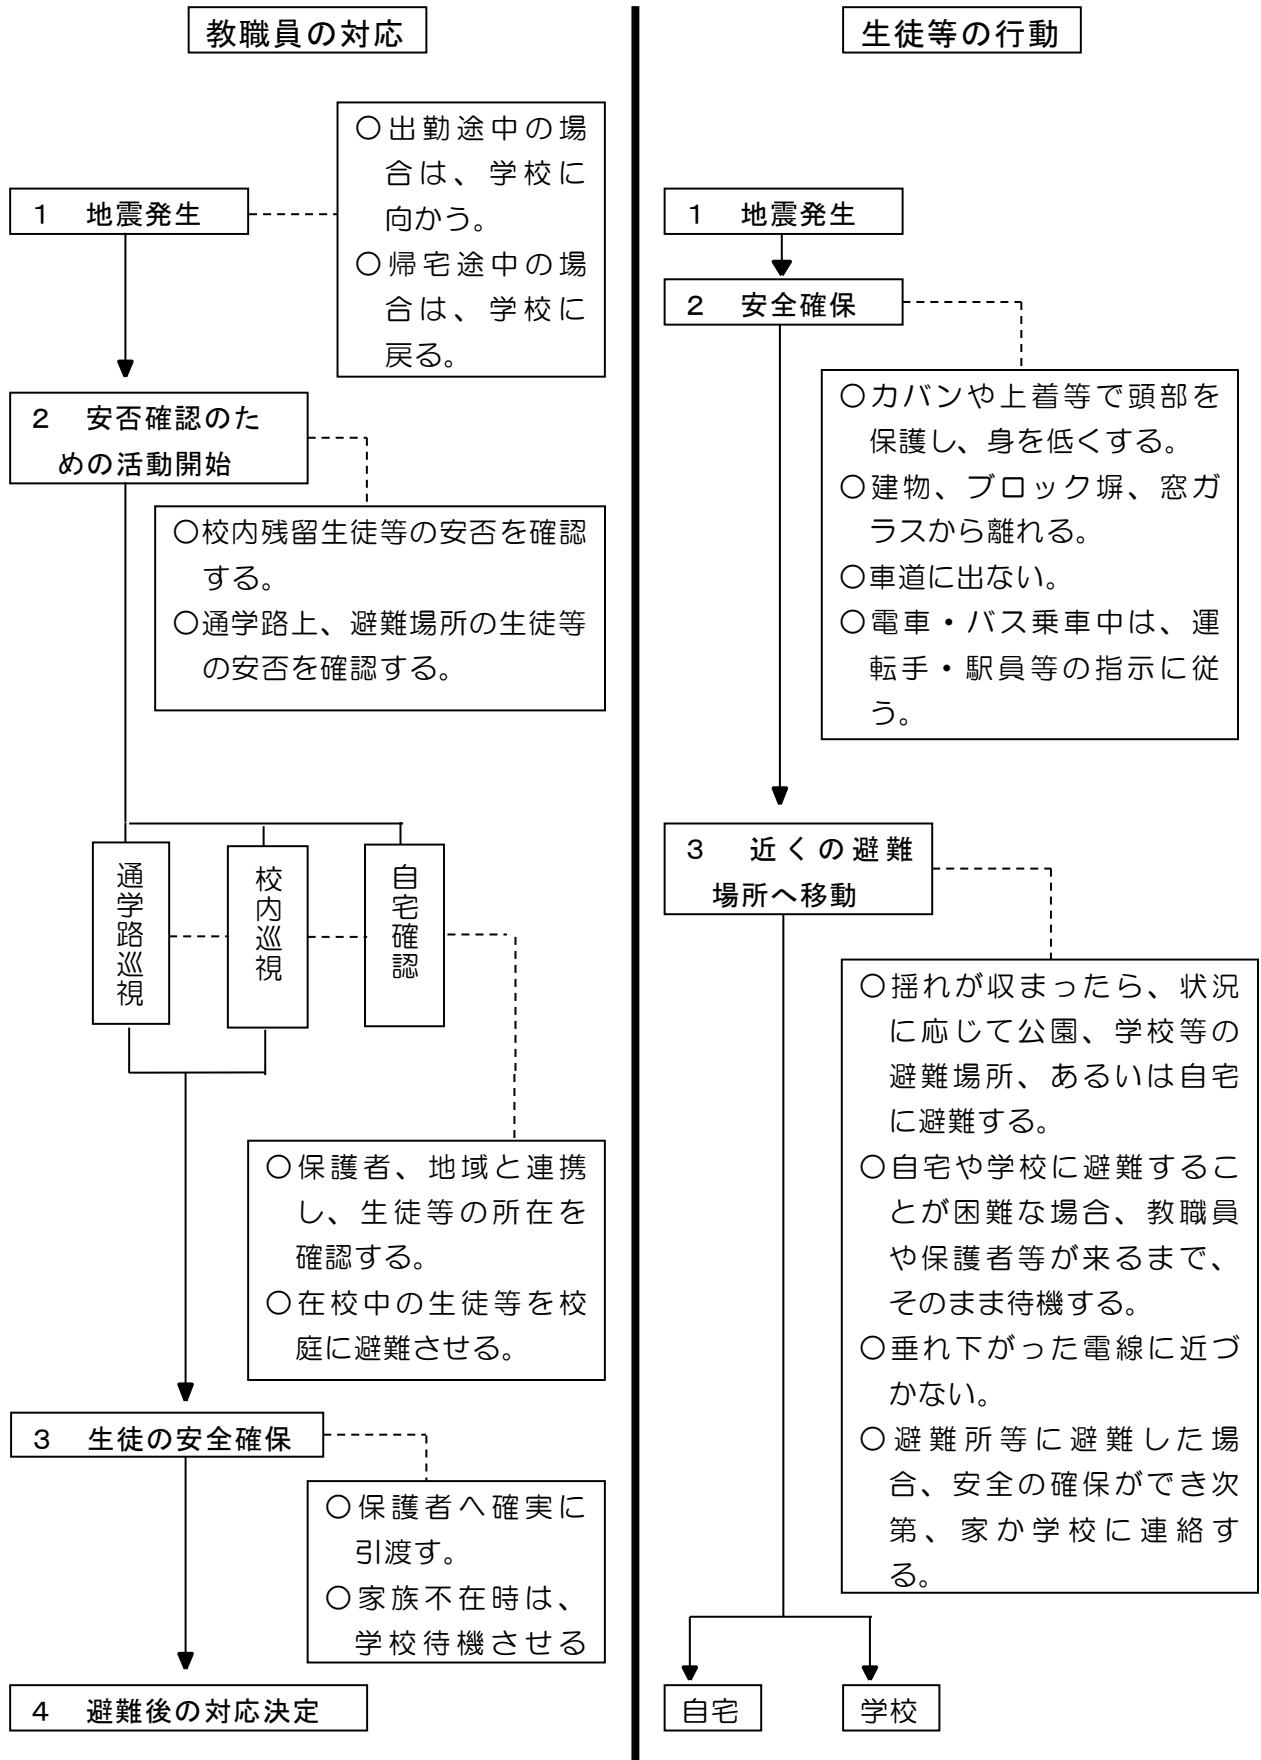 教職員の対応
１　地震発生
○出勤途中の場
合は、学校に
向かう。
○帰宅途中の場
合は、学校に
戻る。
２　安否確認のた
めの活動開始
○校内残留生徒等の安否を確認
する。
○通学路上、避難場所の生徒等
の安否を確認する。
通学路巡視
校内巡視
自宅確認
○保護者、地域と連携
し、生徒等の所在を
確認する。
○在校中の生徒等を校
庭に避難させる。
３　生徒の安全確保
○保護者へ確実に
引渡す。
○家族不在時は、
学校待機させる
４　避難後の対応決定
生徒等の行動
１　地震発生
２　安全確保
○カバンや上着等で頭部を
保護し、身を低くする。
○建物、ブロック塀、窓ガ
ラスから離れる。
○車道に出ない。
○電車・バス乗車中は、運
転手・駅員等の指示に従
う。
３　近くの避難
場所へ移動
○揺れが収まったら、状況
に応じて公園、学校等の
避難場所、あるいは自宅
に避難する。
○自宅や学校に避難するこ
とが困難な場合、教職員
や保護者等が来るまで、
そのまま待機する。
○垂れ下がった電線に近づ
かない。
○避難所等に避難した場
合、安全の確保ができ次
第、家か学校に連絡す
る。
自宅
学校